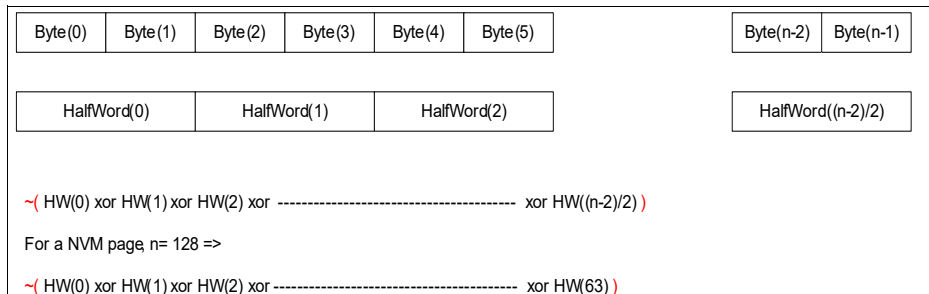 Byte(0) Byte(1) Byte(2) Byte(3) Byte(4) Byte(5) Byte(n-2) Byte(n-1)
HalfWord(0) HalfWord(1) HalfWord(2) HalfWord((n-2)/2)
~( HW(0) xor HW(1) xor HW(2) xor ----------------------------------------- xor HW((n-2)/2) )
For a NVM page, n= 128 =>
~( HW(0) xor HW(1) xor HW(2) xor ------------------------------------------ xor HW(63) )